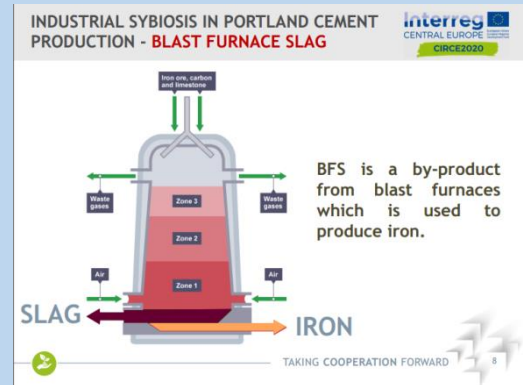 INDUSTRIAL SYBIOSIS IN PORTLAND CEMENT
PRODUCTION - BLAST FURNACE SLAG
Interreg
CENTRAL EUROPE
CIRCE2020
Iron ore, carbon
and limestone
Waste
gases
Zone 3
Waste
gases
Zone 2
Air
Zone 1
Air
SLAG
IRON
BFS is a by-product
from blast furnaces
which is used to
produce iron.
TAKING COOPERATION FORWARD
8